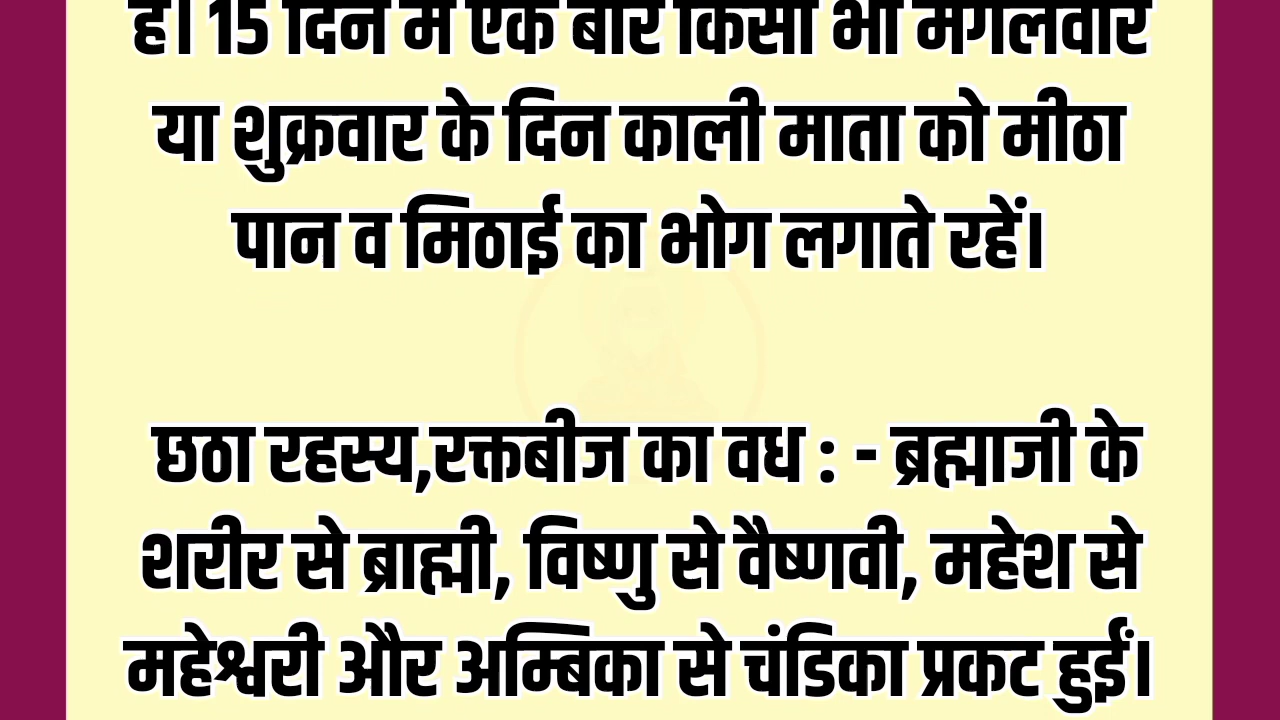 है। 15 दिन में एक बार किसी भी मंगलवार
या शुक्रवार के दिन काली माता को मीठा
पान व मिठाई का भोग लगाते रहें।
छठा रहस्य,रक्तबीज का वध : - ब्रह्माजी के
शरीर से ब्राह्मी, विष्णु से वैष्णवी, महेश से
महेश्वरी और अम्बिका से चंडिका प्रकट हुईं।